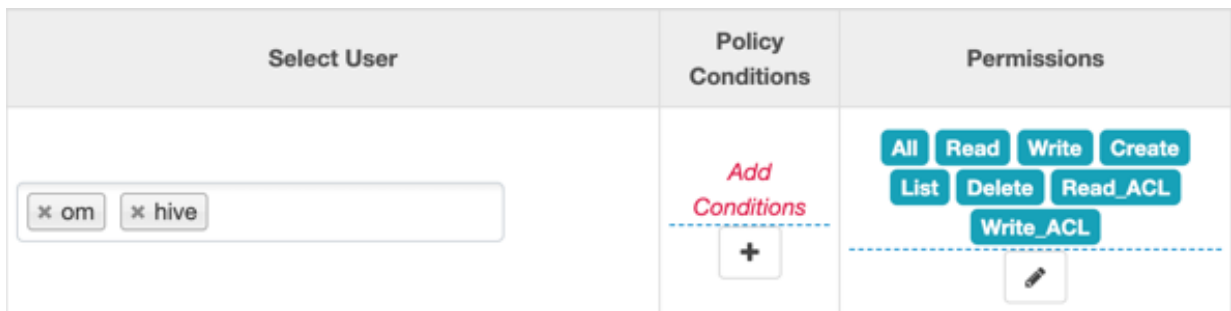 Select User
Policy
Conditions
Permissions
× om × hive
Add
Conditions
+
All Read Write Create
List Delete Read_ACL
Write_ACL